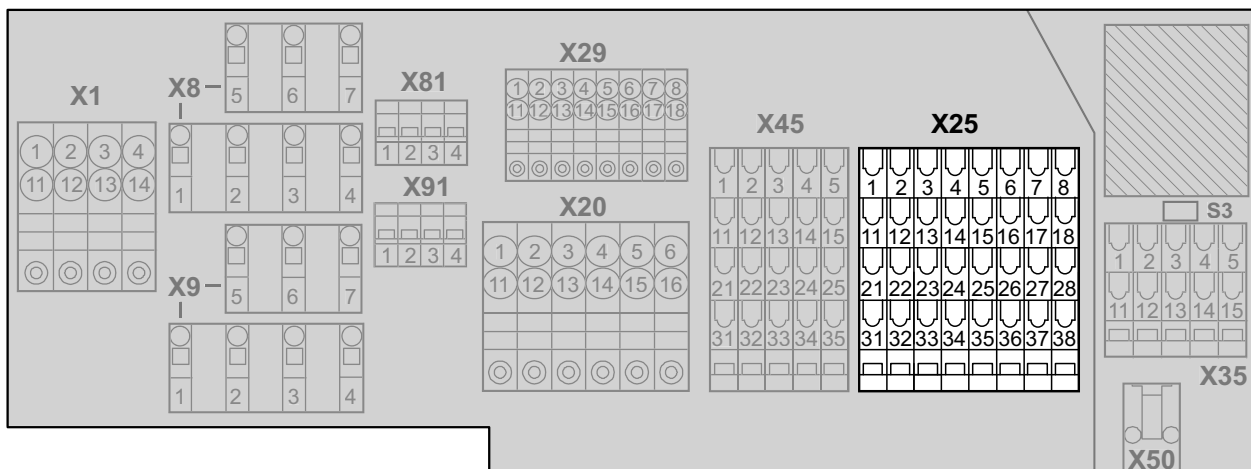 X1
1 2 3 4
11 12 13 14
X8
5 6 7
1 2 3 4
X9
5 6 7
1 2 3 4
X81
1 2 3 4
X91
1 2 3 4
X29
1 2 3 4 5 6 7 8
11 12 13 14 15 16 17 18
X20
1 2 3 4 5 6
11 12 13 14 15 16
X45
1 2 3 4 5
11 12 13 14 15
21 22 23 24 25
31 32 33 34 35
X25
1 2 3 4 5 6 7 8
11 12 13 14 15 16 17 18
21 22 23 24 25 26 27 28
31 32 33 34 35 36 37 38
S3
1 2 3 4 5
11 12 13 14 15
X35
X50